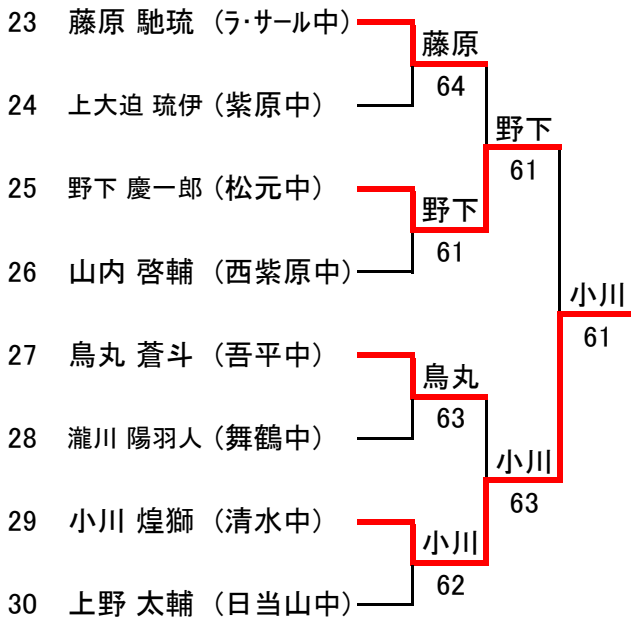 23 藤原 馳琉 (ラ・サール中)
藤原
64
24 上大迫 琉伊 (紫原中)
野下
61
25 野下 慶一郎 (松元中)
野下
61
26 山内 啓輔 (西紫原中)
小川
61
27 鳥丸 蒼斗 (吾平中)
鳥丸
63
28 瀧川 陽羽人 (舞鶴中)
小川
63
29 小川 煌獅 (清水中)
小川
62
30 上野 太輔 (日当山中)